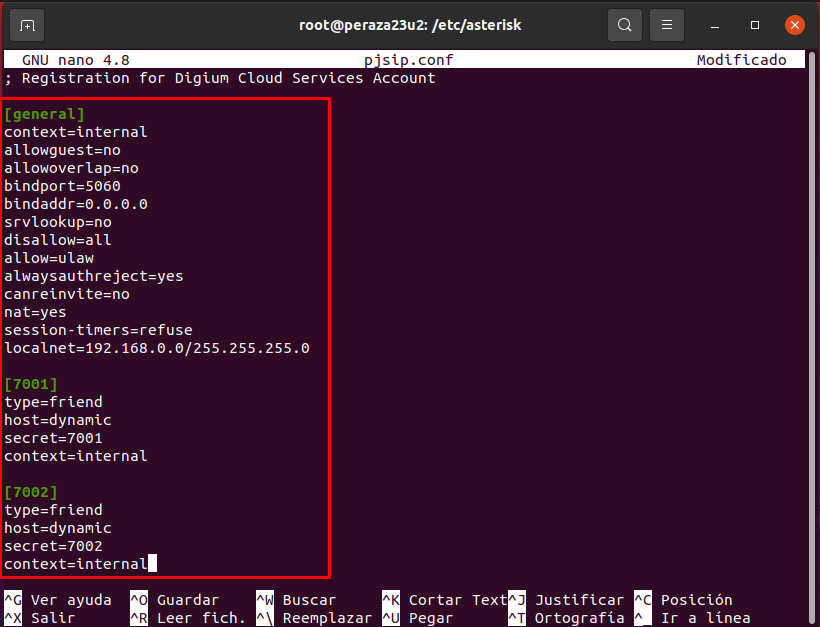 root@peraza23u2: /etc/asterisk
GNU nano 4.8 pjsip.conf Modificado
; Registration for Digium Cloud Services Account
[general]
context=internal
allowguest=no
allowoverlap=no
bindport=5060
bindaddr=0.0.0.0
srvlookup=no
disallow=all
allow=ulaw
alwaysauthreject=yes
canreinvite=no
nat=yes
session-timers=refuse
localnet=192.168.0.0/255.255.255.0
[7001]
type=friend
host=dynamic
secret=7001
context=internal
[7002]
type=friend
host=dynamic
secret=7002
context=internal
^G Ver ayuda ^O Guardar ^W Buscar ^K Cortar Text^J Justificar ^C Posición
^X Salir ^R Leer fich. ^\ Reemplazar ^U Pegar ^T Ortografía ^_ Ir a línea